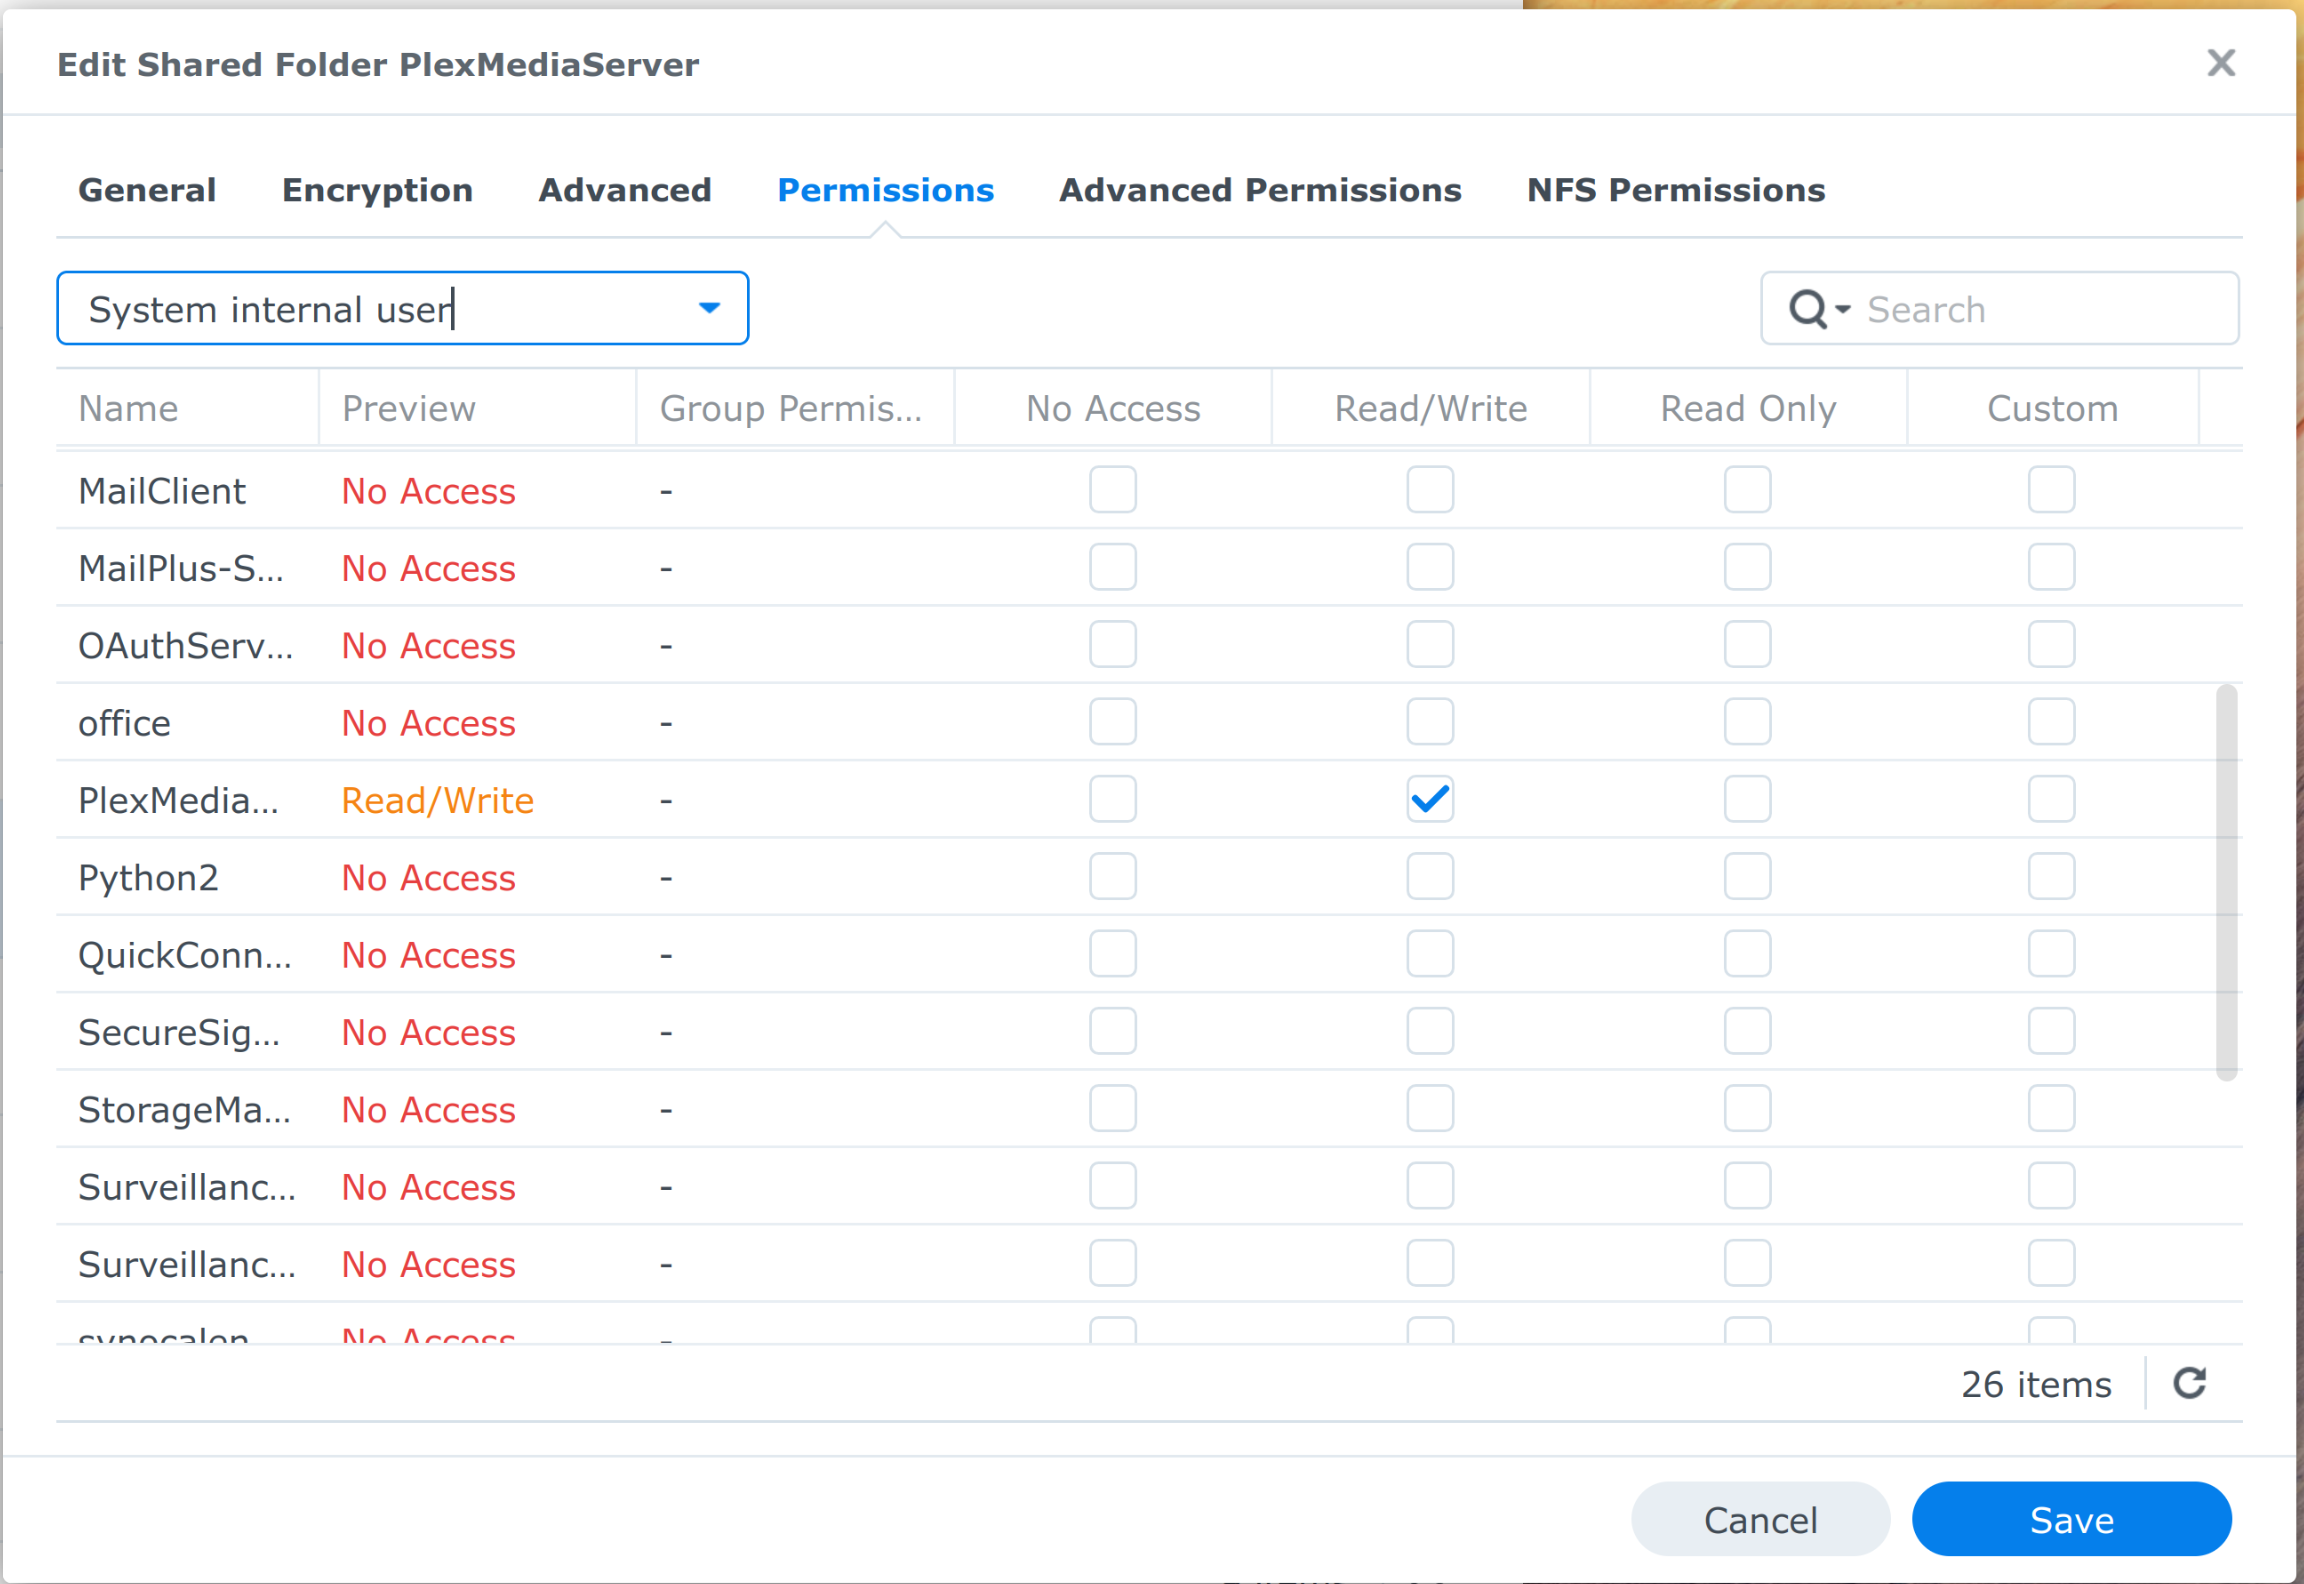 Edit Shared Folder PlexMediaServer
General Encryption Advanced Permissions Advanced Permissions NFS Permissions
System internal user Search
Name Preview Group Permis... No Access Read/Write Read Only Custom
MailClient No Access -
MailPlus-S... No Access -
OAuthServ... No Access -
office No Access -
PlexMedia... Read/Write -
Python2 No Access -
QuickConn... No Access -
SecureSig... No Access -
StorageMa... No Access -
Surveillanc... No Access -
Surveillanc... No Access -
synocalen No Access -
26 items
Cancel Save